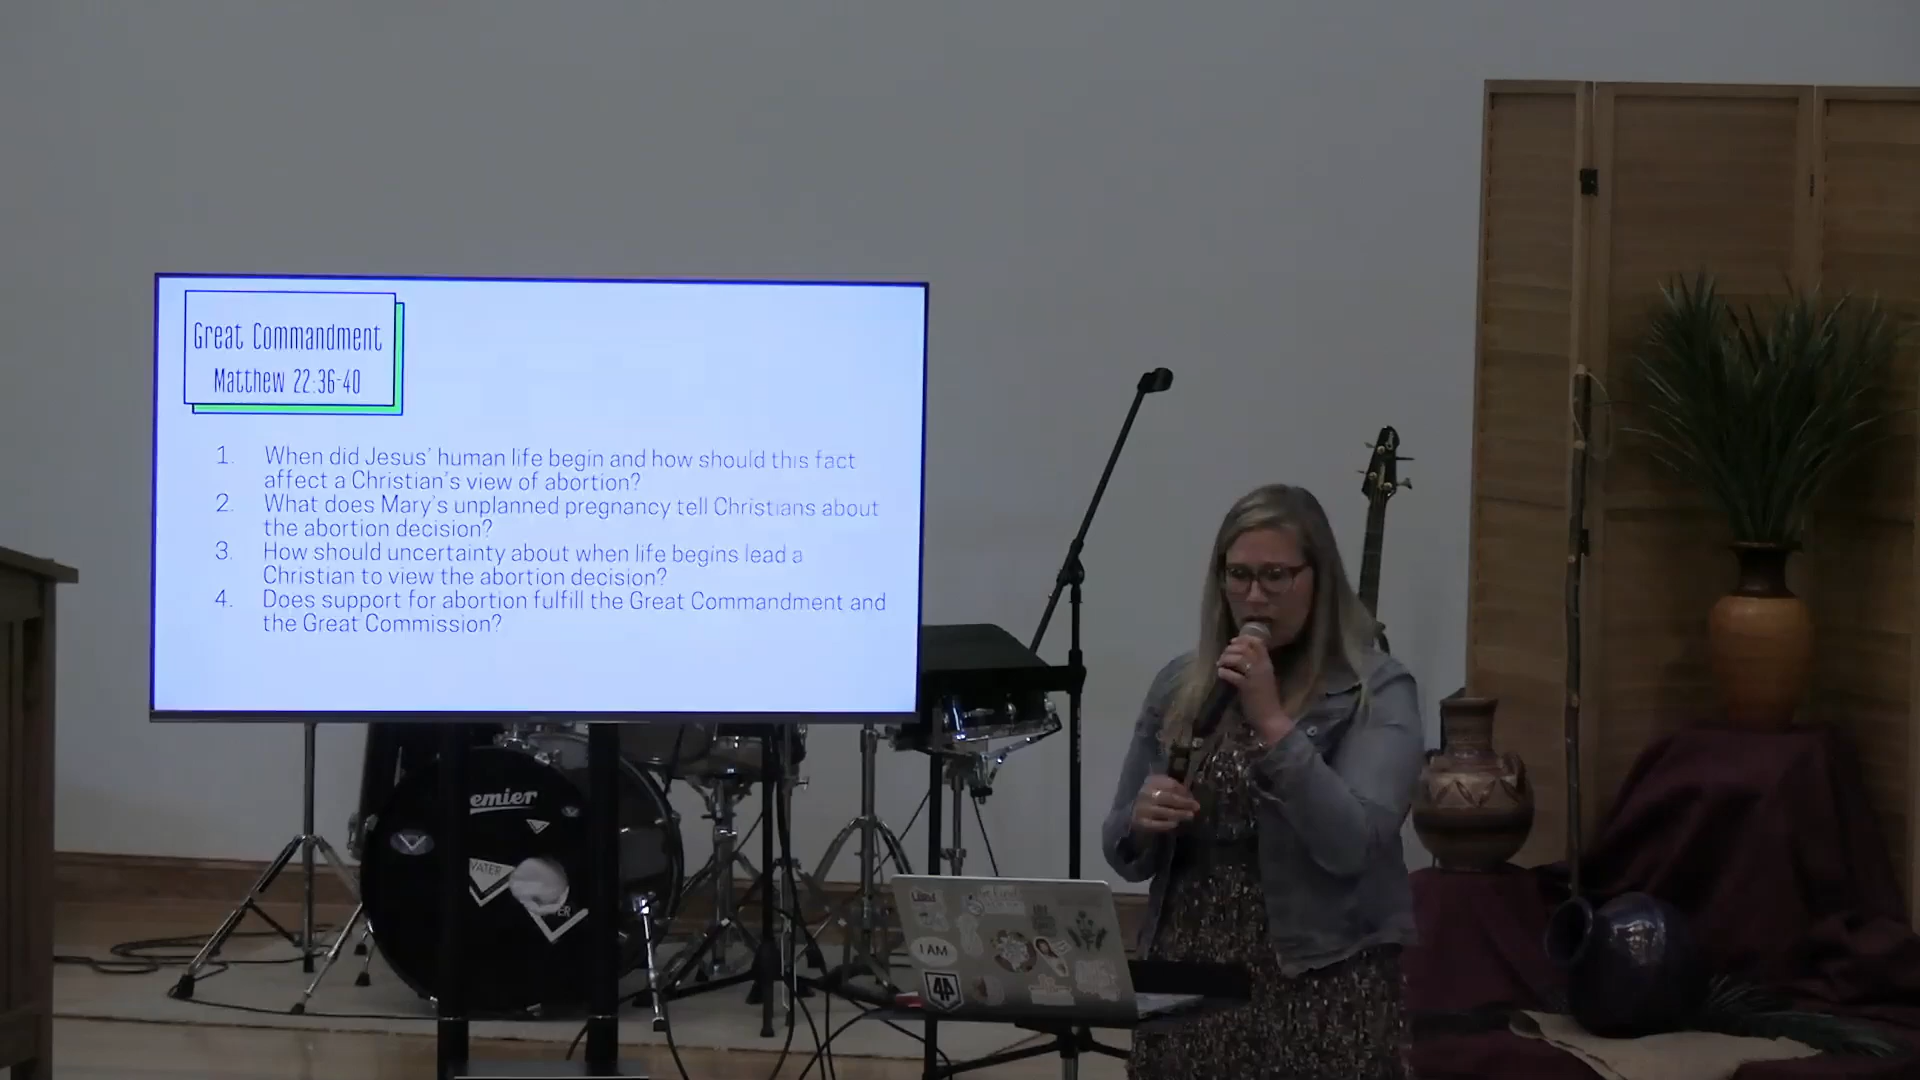 Great Commandment
Matthew 22:36-40
1. When did Jesus' human life begin and how should this fact
affect a Christian's view of abortion?
2. What does Mary's unplanned pregnancy tell Christians about
the abortion decision?
3. How should uncertainty about when life begins lead a
Christian to view the abortion decision?
4. Does support for abortion fulfill the Great Commandment and
the Great Commission?
emier
VATER
ER
I AM
4A